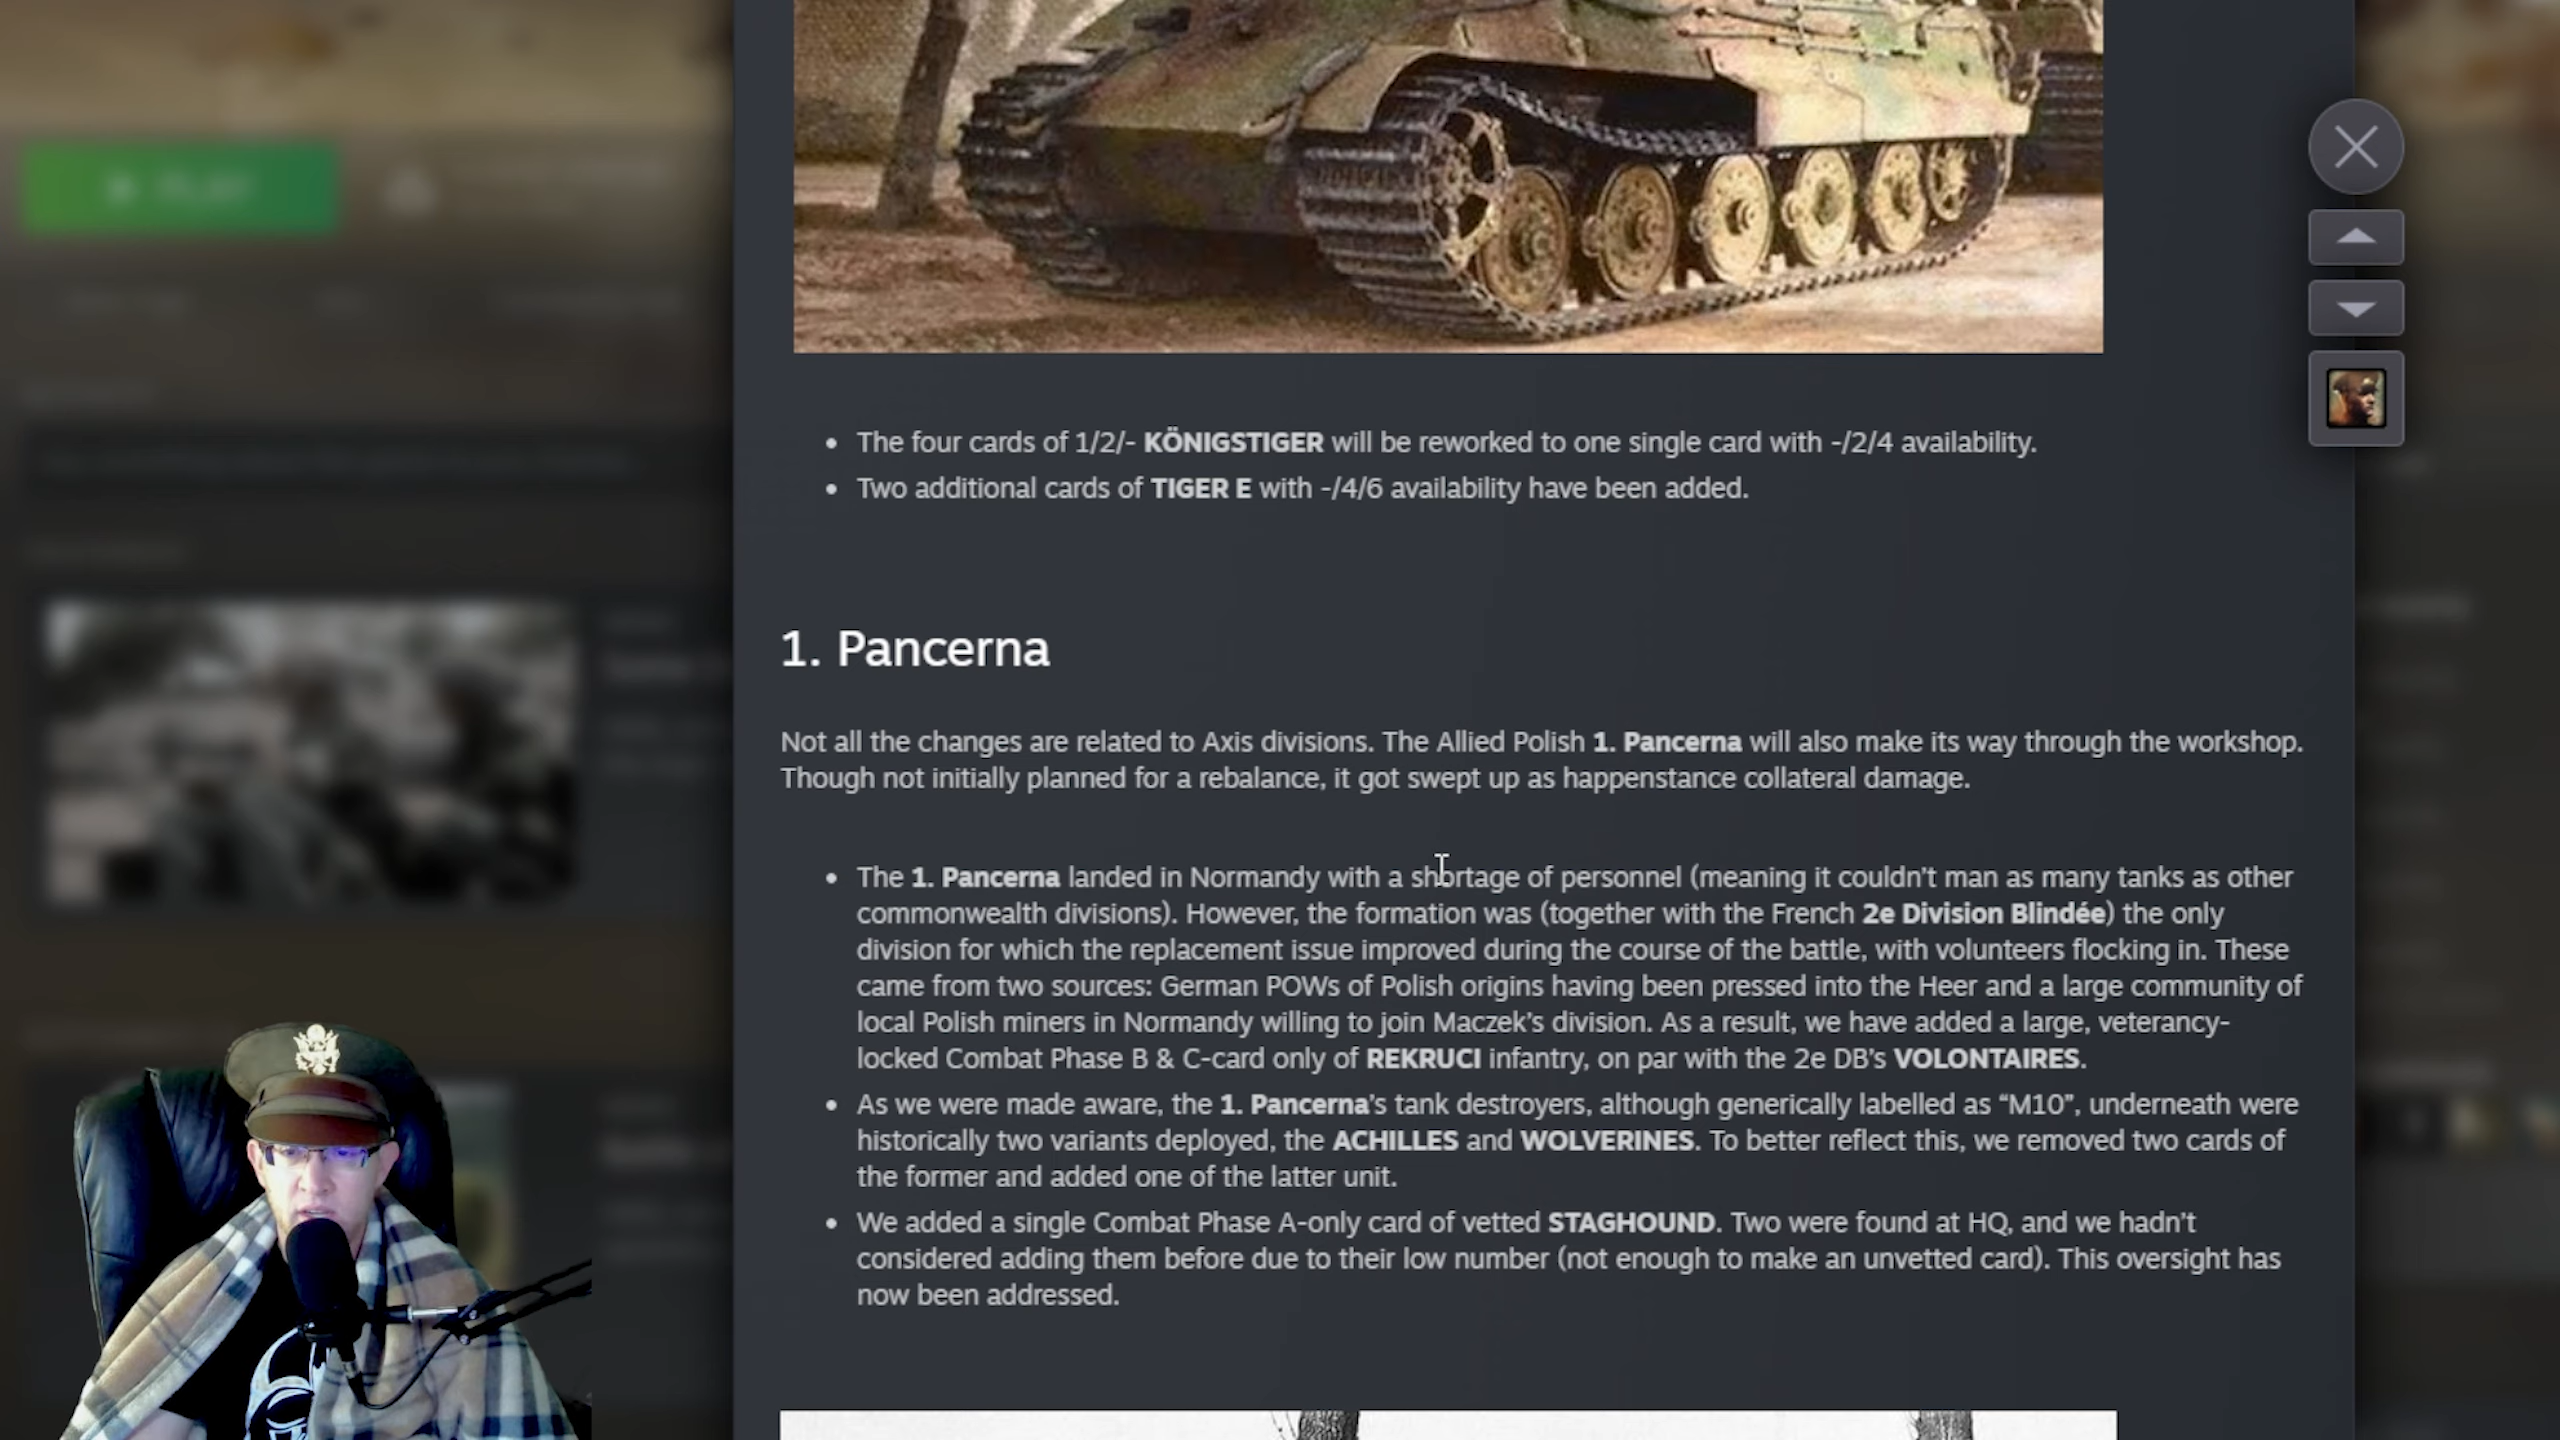 PLAY
The four cards of 1/2/- KÖNIGSTIGER will be reworked to one single card with -/2/4 availability.
Two additional cards of TIGER E with -/4/6 availability have been added.
1. Pancerna
Not all the changes are related to Axis divisions. The Allied Polish 1. Pancerna will also make its way through the workshop.
Though not initially planned for a rebalance, it got swept up as happenstance collateral damage.
The 1. Pancerna landed in Normandy with a shortage of personnel (meaning it couldn't man as many tanks as other
commonwealth divisions). However, the formation was (together with the French 2e Division Blindée) the only
division for which the replacement issue improved during the course of the battle, with volunteers flocking in. These
came from two sources: German POWs of Polish origins having been pressed into the Heer and a large community of
local Polish miners in Normandy willing to join Maczek's division. As a result, we have added a large, veterancy-
locked Combat Phase B & C-card only of REKRUCI infantry, on par with the 2e DB's VOLONTAIRES.
As we were made aware, the 1. Pancerna's tank destroyers, although generically labelled as “M10”, underneath were
historically two variants deployed, the ACHILLES and WOLVERINES. To better reflect this, we removed two cards of
the former and added one of the latter unit.
We added a single Combat Phase A-only card of vetted STAGHOUND. Two were found at HQ, and we hadn't
considered adding them before due to their low number (not enough to make an unvetted card). This oversight has
now been addressed.